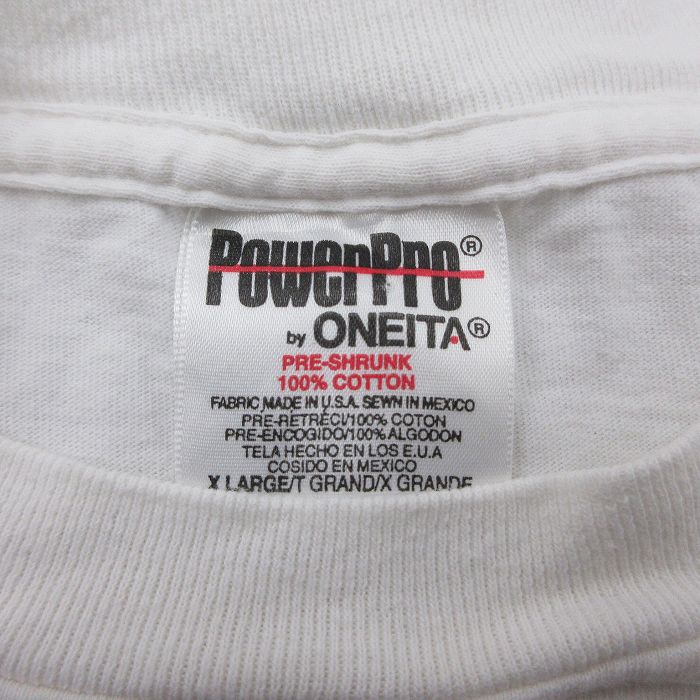 PowerPro®
by ONEITA®
PRE-SHRUNK
100% COTTON
FABRIC MADE IN U.S.A. SEWN IN MEXICO
PRE-RETRECI/100% COTON
PRE-ENCOGIDO/100% ALGODON
TELA HECHO EN LOS E.U.A
COSIDO EN MEXICO
X LARGE/T GRAND/X GRANDE